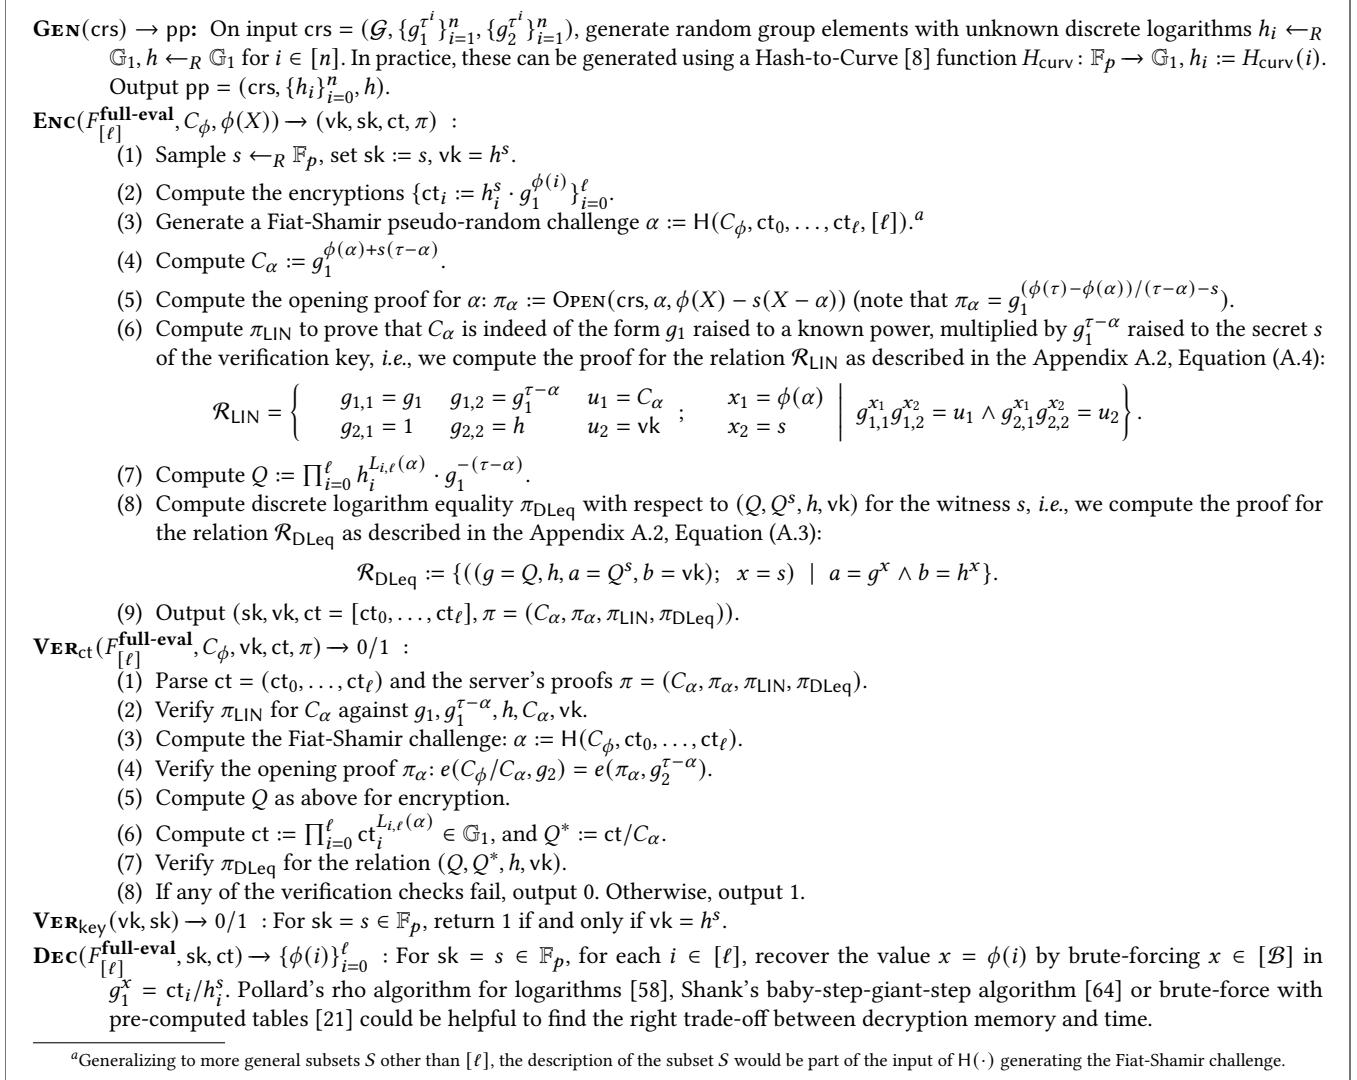 GEN(crs) → pp: On input crs = (𝒢, {g_1^{τ^i}}_{i=1}^n, {g_2^{τ^i}}_{i=1}^n), generate random group elements with unknown discrete logarithms h_i ←_R
𝔾_1, h ←_R 𝔾_1 for i ∈ [n]. In practice, these can be generated using a Hash-to-Curve [8] function H_curv : 𝔽_p → 𝔾_1, h_i := H_curv(i).
Output pp = (crs, {h_i}_{i=0}^n, h).
ENC(F_{[ℓ]}^{full-eval}, C_ϕ, ϕ(X)) → (vk, sk, ct, π) :
(1) Sample s ←_R 𝔽_p, set sk := s, vk = h^s.
(2) Compute the encryptions {ct_i := h_i^s · g_1^{ϕ(i)}}_{i=0}^ℓ.
(3) Generate a Fiat-Shamir pseudo-random challenge α := H(C_ϕ, ct_0, . . . , ct_ℓ, [ℓ]).^a
(4) Compute C_α := g_1^{ϕ(α)+s(τ−α)}.
(5) Compute the opening proof for α: π_α := OPEN(crs, α, ϕ(X) − s(X − α)) (note that π_α = g_1^{(ϕ(τ)−ϕ(α))/(τ−α)−s}).
(6) Compute π_LIN to prove that C_α is indeed of the form g_1 raised to a known power, multiplied by g_1^{τ−α} raised to the secret s
of the verification key, i.e., we compute the proof for the relation ℛ_LIN as described in the Appendix A.2, Equation (A.4):
ℛ_LIN = { g_{1,1} = g_1 g_{1,2} = g_1^{τ−α} u_1 = C_α ; x_1 = ϕ(α) | g_{1,1}^{x_1} g_{1,2}^{x_2} = u_1 ∧ g_{2,1}^{x_1} g_{2,2}^{x_2} = u_2 } .
g_{2,1} = 1 g_{2,2} = h u_2 = vk x_2 = s
(7) Compute Q := ∏_{i=0}^ℓ h_i^{L_{i,ℓ}(α)} · g_1^{−(τ−α)}.
(8) Compute discrete logarithm equality π_DLeq with respect to (Q, Q^s, h, vk) for the witness s, i.e., we compute the proof for
the relation ℛ_DLeq as described in the Appendix A.2, Equation (A.3):
ℛ_DLeq := {((g = Q, h, a = Q^s, b = vk); x = s) | a = g^x ∧ b = h^x}.
(9) Output (sk, vk, ct = [ct_0, . . . , ct_ℓ], π = (C_α, π_α, π_LIN, π_DLeq)).
VER_ct(F_{[ℓ]}^{full-eval}, C_ϕ, vk, ct, π) → 0/1 :
(1) Parse ct = (ct_0, . . . , ct_ℓ) and the server's proofs π = (C_α, π_α, π_LIN, π_DLeq).
(2) Verify π_LIN for C_α against g_1, g_1^{τ−α}, h, C_α, vk.
(3) Compute the Fiat-Shamir challenge: α := H(C_ϕ, ct_0, . . . , ct_ℓ).
(4) Verify the opening proof π_α: e(C_ϕ/C_α, g_2) = e(π_α, g_2^{τ−α}).
(5) Compute Q as above for encryption.
(6) Compute ct := ∏_{i=0}^ℓ ct_i^{L_{i,ℓ}(α)} ∈ 𝔾_1, and Q^* := ct/C_α.
(7) Verify π_DLeq for the relation (Q, Q^*, h, vk).
(8) If any of the verification checks fail, output 0. Otherwise, output 1.
VER_key(vk, sk) → 0/1 : For sk = s ∈ 𝔽_p, return 1 if and only if vk = h^s.
DEC(F_{[ℓ]}^{full-eval}, sk, ct) → {ϕ(i)}_{i=0}^ℓ : For sk = s ∈ 𝔽_p, for each i ∈ [ℓ], recover the value x = ϕ(i) by brute-forcing x ∈ [ℬ] in
g_1^x = ct_i/h_i^s. Pollard's rho algorithm for logarithms [58], Shank's baby-step-giant-step algorithm [64] or brute-force with
pre-computed tables [21] could be helpful to find the right trade-off between decryption memory and time.
^a Generalizing to more general subsets S other than [ℓ], the description of the subset S would be part of the input of H(·) generating the Fiat-Shamir challenge.